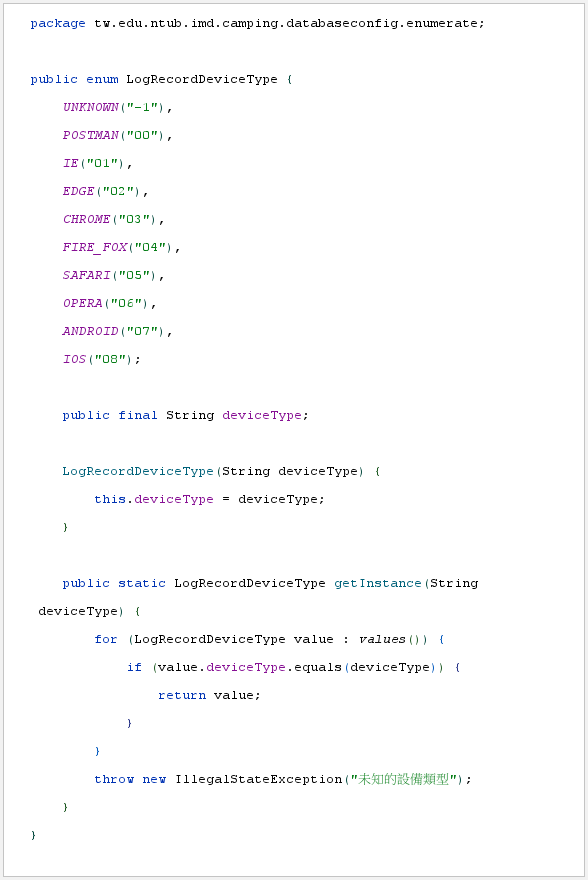 package tw.edu.ntub.imd.camping.databaseconfig.enumerate;
public enum LogRecordDeviceType {
UNKNOWN("-1"),
POSTMAN("00"),
IE("01"),
EDGE("02"),
CHROME("03"),
FIRE_FOX("04"),
SAFARI("05"),
OPERA("06"),
ANDROID("07"),
IOS("08");
public final String deviceType;
LogRecordDeviceType(String deviceType) {
this.deviceType = deviceType;
}
public static LogRecordDeviceType getInstance(String
deviceType) {
for (LogRecordDeviceType value : values()) {
if (value.deviceType.equals(deviceType)) {
return value;
}
}
throw new IllegalStateException("未知的設備類型");
}
}